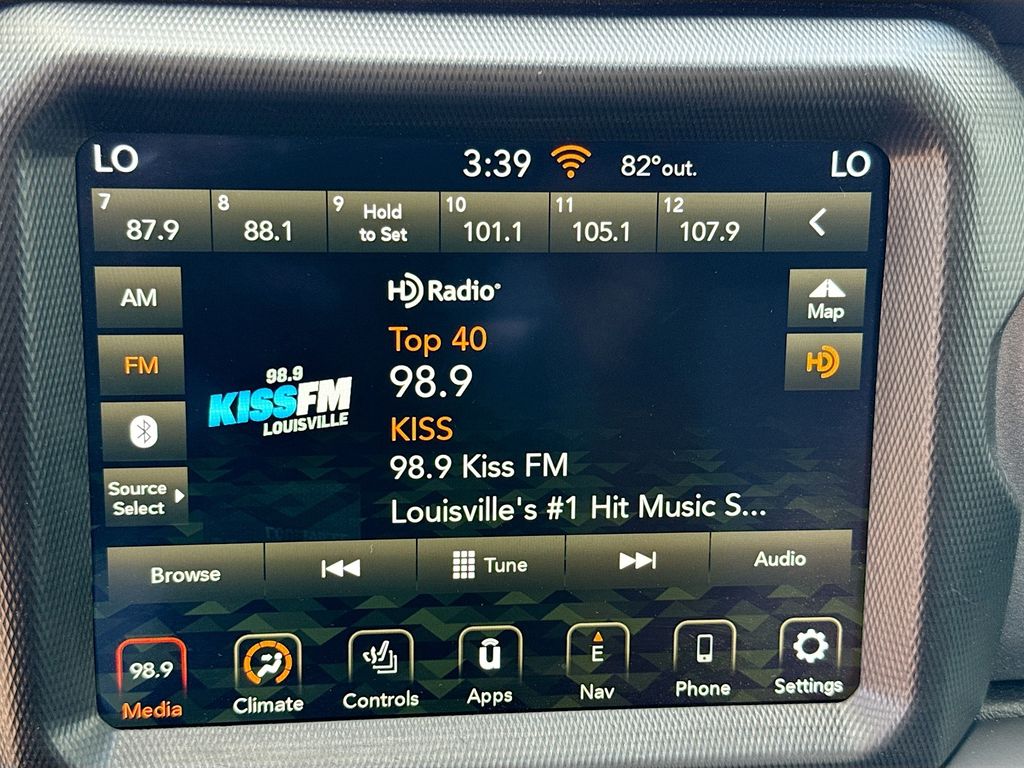 LO 3:39 82° out. LO
7 8 9 Hold 10 11 12
87.9 88.1 to Set 101.1 105.1 107.9
AM
HD Radio
Map
Top 40
FM
98.9
HD
98.9
KISSFM
LOUISVILLE
KISS
98.9 Kiss FM
Source
Select
Louisville's #1 Hit Music S...
Browse Tune Audio
98.9 E
Media Climate Controls Apps Nav Phone Settings